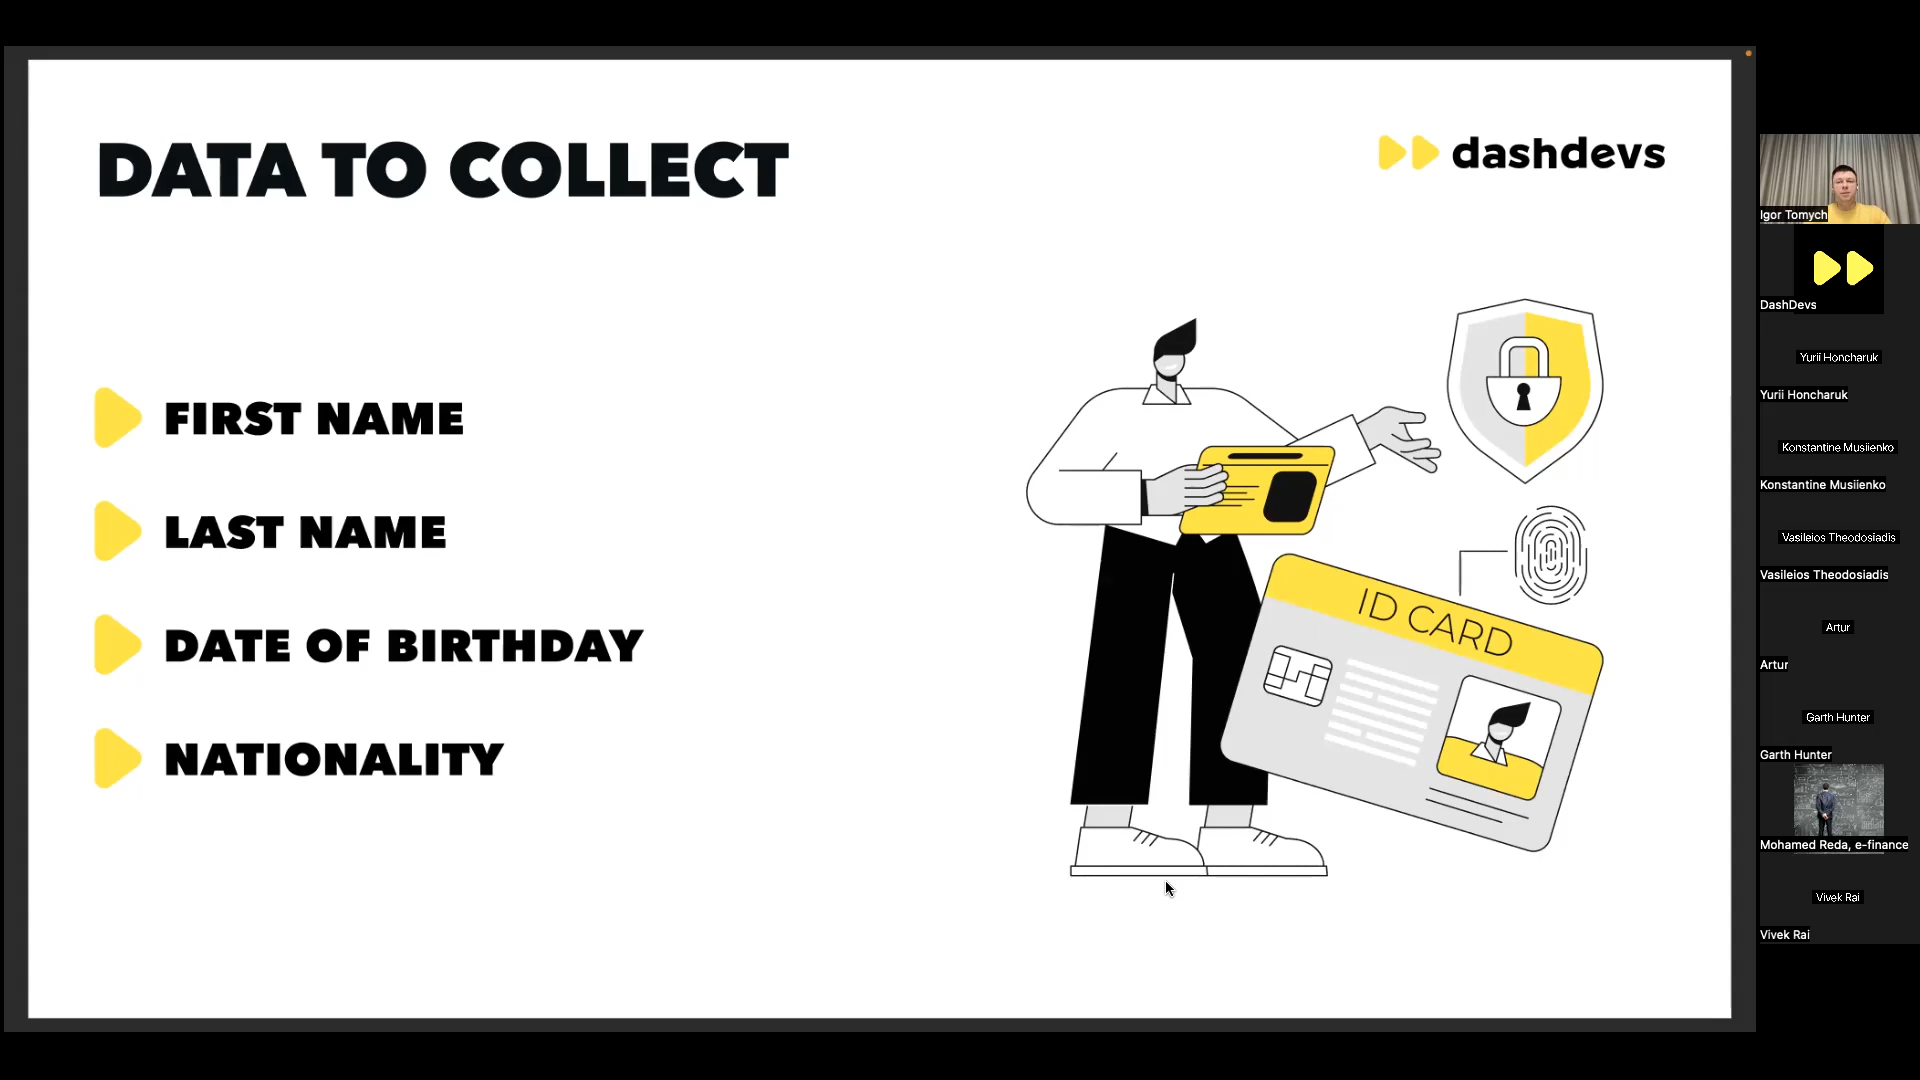 DATA TO COLLECT
dashdevs
FIRST NAME
LAST NAME
DATE OF BIRTHDAY
NATIONALITY
ID CARD
Igor Tomych
DashDevs
Yurii Honcharuk
Yurii Honcharuk
Konstantine Musiienko
Konstantine Musiienko
Vasileios Theodosiadis
Vasileios Theodosiadis
Artur
Artur
Garth Hunter
Garth Hunter
Mohamed Reda, e-finance
Vivek Rai
Vivek Rai